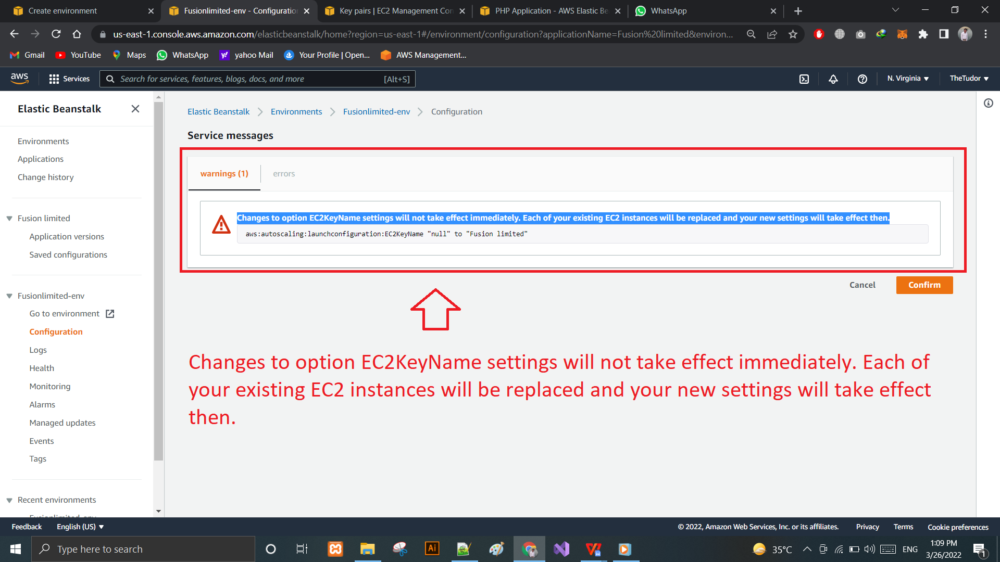 Create environment
Fusionlimited-env - Configuration
Key pairs | EC2 Management Con
PHP Application - AWS Elastic Be
WhatsApp
us-east-1.console.aws.amazon.com/elasticbeanstalk/home?region=us-east-1#/environment/configuration?applicationName=Fusion%20limited&environ...
Gmail
YouTube
Maps
WhatsApp
yahoo Mail
Your Profile | Open...
AWS Management...
aws
Services
Search for services, features, blogs, docs, and more
[Alt+S]
N. Virginia
TheTudor
Elastic Beanstalk
Environments
Applications
Change history
Fusion limited
Application versions
Saved configurations
Fusionlimited-env
Go to environment
Configuration
Logs
Health
Monitoring
Alarms
Managed updates
Events
Tags
Recent environments
Fusionlimited-env
Elastic Beanstalk
Environments
Fusionlimited-env
Configuration
Service messages
warnings (1)
errors
Changes to option EC2KeyName settings will not take effect immediately. Each of your existing EC2 instances will be replaced and your new settings will take effect then.
aws:autoscaling:launchconfiguration:EC2KeyName "null" to "Fusion limited"
Cancel
Confirm
Changes to option EC2KeyName settings will not take effect immediately. Each of
your existing EC2 instances will be replaced and your new settings will take effect
then.
Feedback
English (US)
© 2022, Amazon Web Services, Inc. or its affiliates.
Privacy
Terms
Cookie preferences
Type here to search
Ai
35°C
ENG
1:09 PM
3/26/2022
1